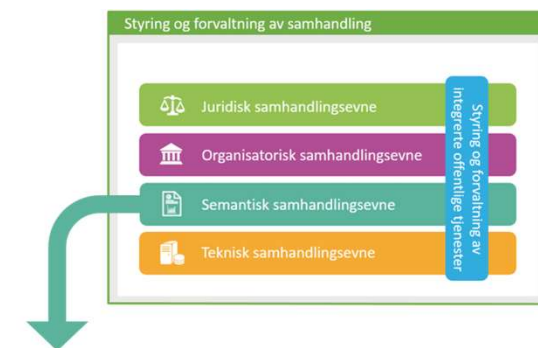 Styring og forvaltning av samhandling
Juridisk samhandlingsevne
Organisatorisk samhandlingsevne
Semantisk samhandlingsevne
Teknisk samhandlingsevne
Styring og forvaltning av
integrerte offentlige tjenester